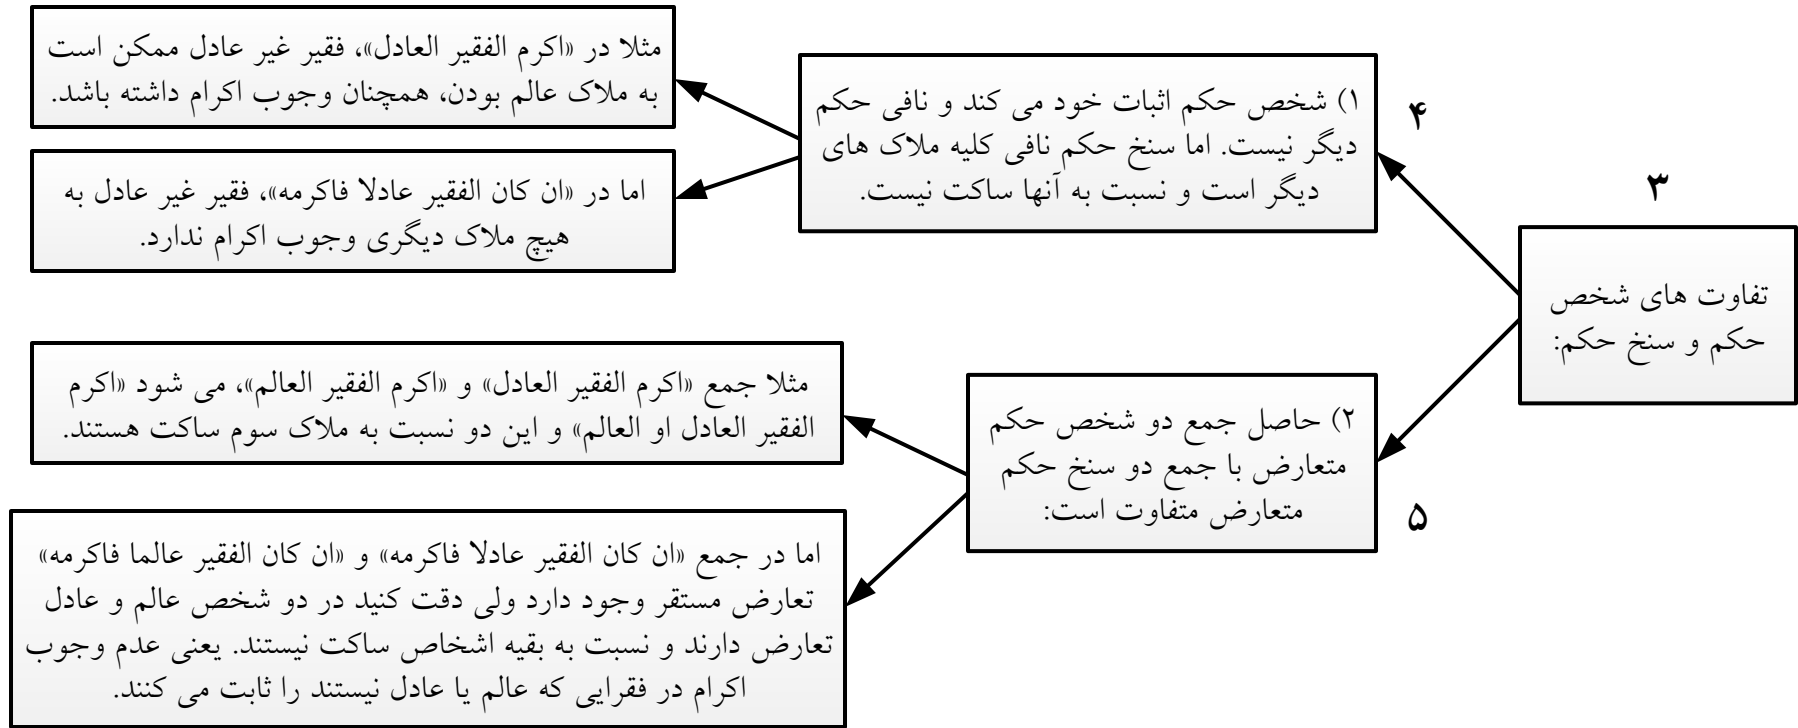 ۳
تفاوت های شخص
حکم و سنخ حکم:
۴
۱) شخص حکم اثبات خود می کند و نافی حکم
دیگر نیست. اما سنخ حکم نافی کلیه ملاک های
دیگر است و نسبت به آنها ساکت نیست.
مثلا در «اکرم الفقیر العادل»، فقیر غیر عادل ممکن است
به ملاک عالم بودن، همچنان وجوب اکرام داشته باشد.
اما در «ان کان الفقیر عادلا فاکرمه»، فقیر غیر عادل به
هیچ ملاک دیگری وجوب اکرام ندارد.
۲) حاصل جمع دو شخص حکم
متعارض با جمع دو سنخ حکم
متعارض متفاوت است:
۵
مثلا جمع «اکرم الفقیر العادل» و «اکرم الفقیر العالم»، می شود «اکرم
الفقیر العادل او العالم» و این دو نسبت به ملاک سوم ساکت هستند.
اما در جمع «ان کان الفقیر عادلا فاکرمه» و «ان کان الفقیر عالما فاکرمه»
تعارض مستقر وجود دارد ولی دقت کنید در دو شخص عالم و عادل
تعارض دارند و نسبت به بقیه اشخاص ساکت نیستند. یعنی عدم وجوب
اکرام در فقرایی که عالم یا عادل نیستند را ثابت می کنند.